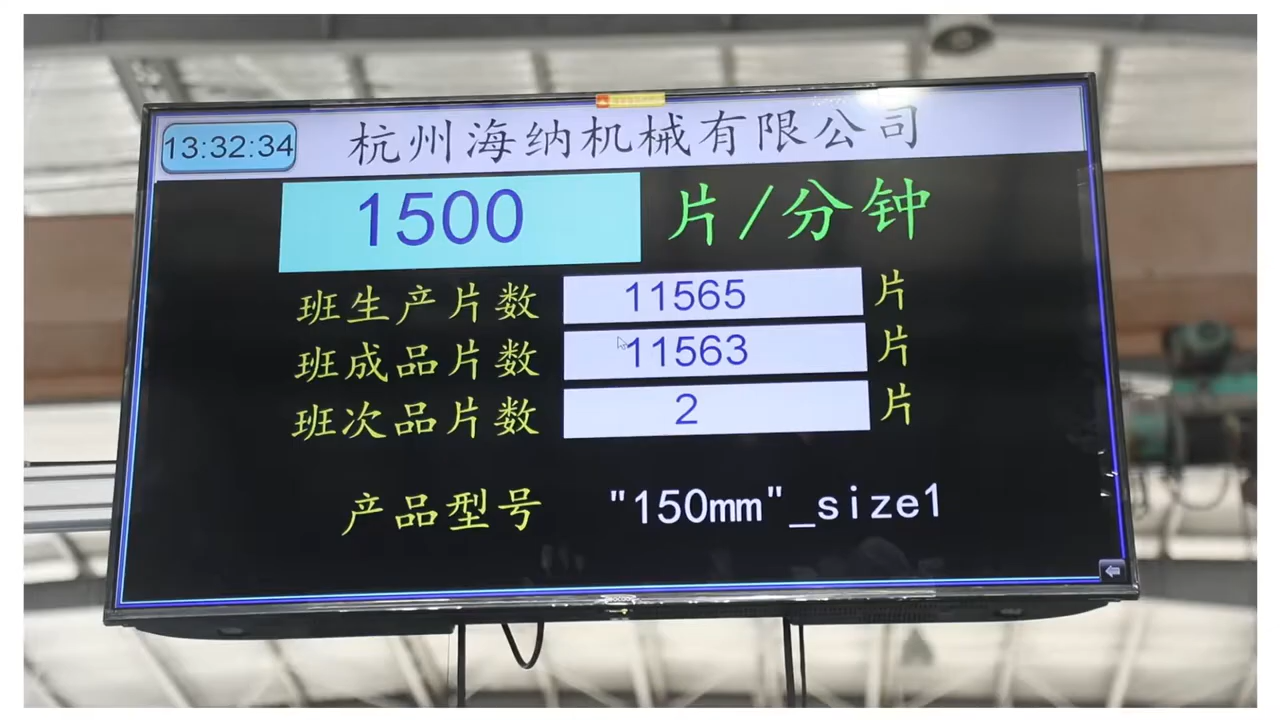 13:32:34 杭州海纳机械有限公司
1500 片/分钟
班生产片数 11565 片
班成品片数 11563 片
班次品片数 2 片
产品型号 "150mm"_size1